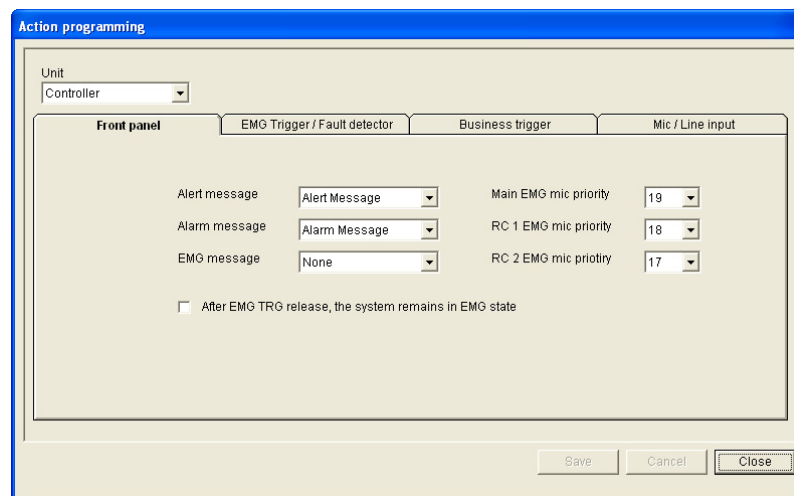 Action programming
Unit
Controller
Front panel EMG Trigger / Fault detector Business trigger Mic / Line input
Alert message Alert Message Main EMG mic priority 19
Alarm message Alarm Message RC 1 EMG mic priority 18
EMG message None RC 2 EMG mic priotiry 17
After EMG TRG release, the system remains in EMG state
Save Cancel Close